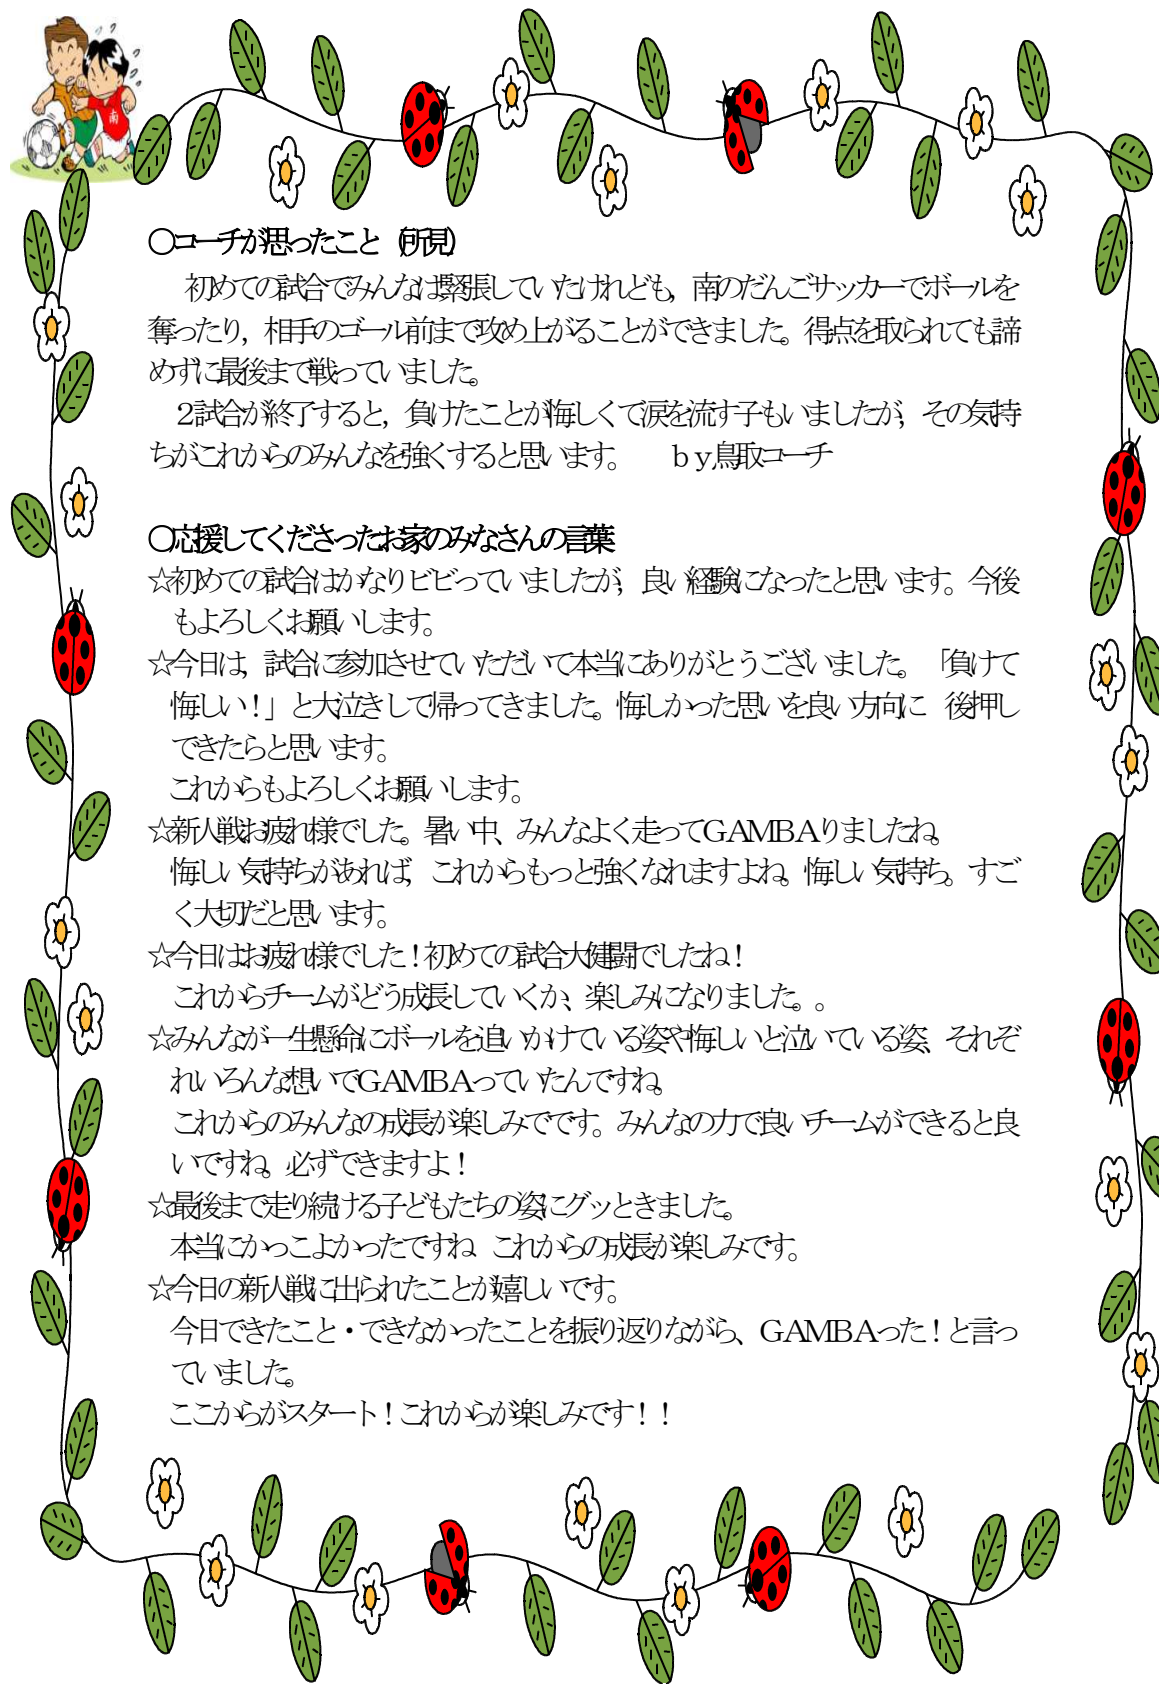 南
○コーチが思ったこと (所見)
初めての試合でみんなは緊張していたけれども，南のだんごサッカーでボールを
奪ったり，相手のゴール前まで攻め上がることができました。得点を取られても諦
めずに最後まで戦っていました。
2試合が終了すると，負けたことが悔しくて涙を流す子もいましたが，その気持
ちがこれからのみんなを強くすると思います。 by鳥取コーチ
○応援してくださったお家のみなさんの言葉
☆初めての試合はかなりビビっていましたが，良い経験になったと思います。今後
もよろしくお願いします。
☆今日は，試合に参加させていただいて本当にありがとうございました。「負けて
悔しい！」と大泣きして帰ってきました。悔しかった思いを良い方向に 後押し
できたらと思います。
これからもよろしくお願いします。
☆新人戦お疲れ様でした。暑い中、みんなよく走ってGAMBAりましたね。
悔しい気持ちがあれば，これからもっと強くなれますよね。悔しい気持ち。すご
く大切だと思います。
☆今日はお疲れ様でした！初めての試合大健闘でしたね！
これからチームがどう成長していくか、楽しみになりました。。
☆みんなが一生懸命にボールを追いかけている姿や悔しいと泣いている姿、それぞ
れいろんな想いでGAMBAっていたんですね。
これからのみんなの成長が楽しみでです。みんなの力で良いチームができると良
いですね。必ずできますよ！
☆最後まで走り続ける子どもたちの姿にグッときました。
本当にかっこよかったですね これからの成長が楽しみです。
☆今日の新人戦に出られたことが嬉しいです。
今日できたこと・できなかったことを振り返りながら、GAMBAった！と言っ
ていました。
ここからがスタート！これからが楽しみです！！